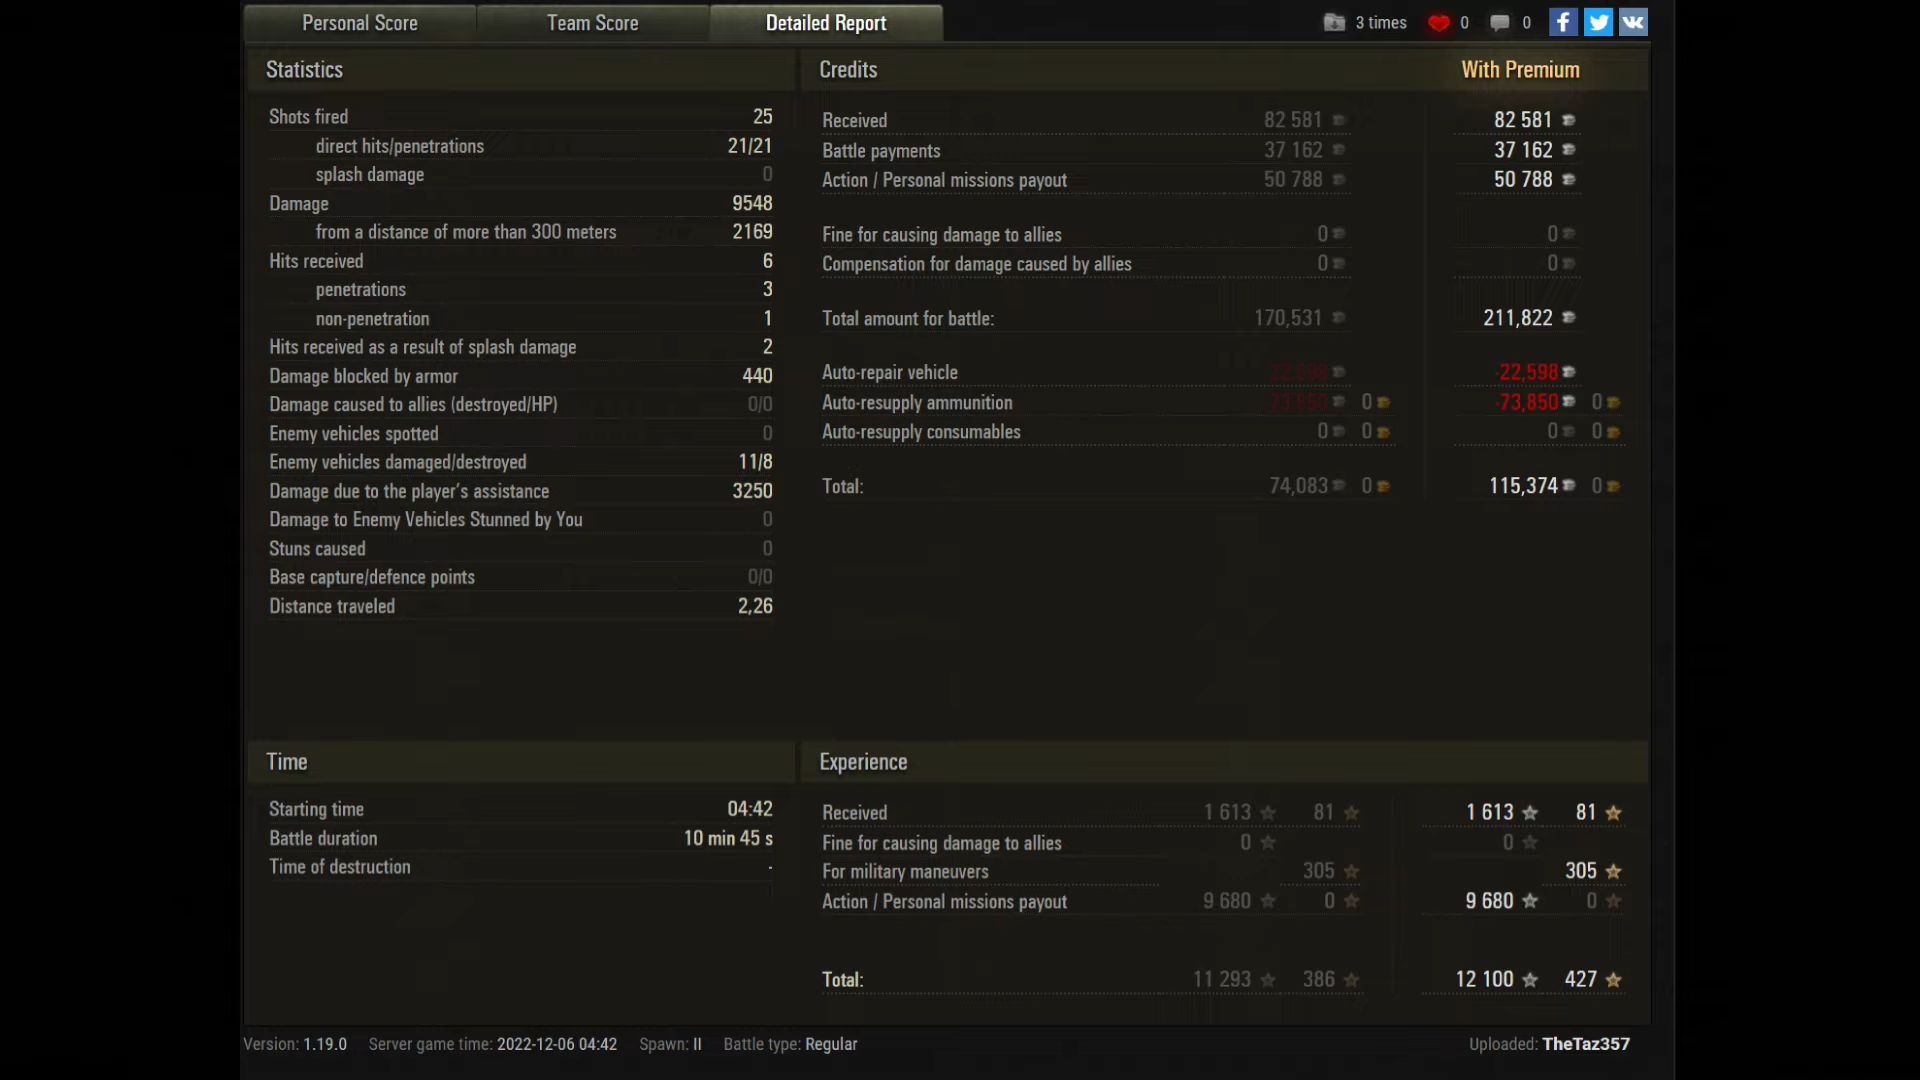 Personal Score Team Score Detailed Report 3 times 0 0
Statistics
Shots fired 25
direct hits/penetrations 21/21
splash damage 0
Damage 9548
from a distance of more than 300 meters 2169
Hits received 6
penetrations 3
non-penetration 1
Hits received as a result of splash damage 2
Damage blocked by armor 440
Damage caused to allies (destroyed/HP) 0/0
Enemy vehicles spotted 0
Enemy vehicles damaged/destroyed 11/8
Damage due to the player's assistance 3250
Damage to Enemy Vehicles Stunned by You 0
Stuns caused 0
Base capture/defence points 0/0
Distance traveled 2,26
Credits With Premium
Received 82 581 82 581
Battle payments 37 162 37 162
Action / Personal missions payout 50 788 50 788
Fine for causing damage to allies 0 0
Compensation for damage caused by allies 0 0
Total amount for battle: 170,531 211,822
Auto-repair vehicle -22,598 -22,598
Auto-resupply ammunition -73,850 0 -73,850 0
Auto-resupply consumables 0 0 0 0
Total: 74,083 0 115,374 0
Time
Starting time 04:42
Battle duration 10 min 45 s
Time of destruction -
Experience
Received 1 613 81 1 613 81
Fine for causing damage to allies 0 0
For military maneuvers 305 305
Action / Personal missions payout 9 680 0 9 680 0
Total: 11 293 386 12 100 427
Version: 1.19.0 Server game time: 2022-12-06 04:42 Spawn: II Battle type: Regular Uploaded: TheTaz357